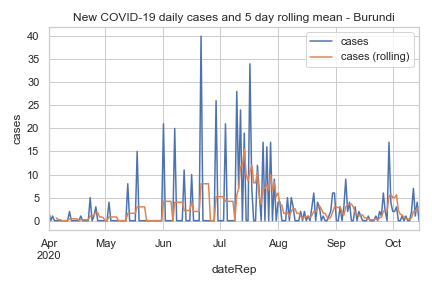 New COVID-19 daily cases and 5 day rolling mean - Burundi
cases
cases (rolling)
40
35
30
25
20
15
10
5
0
cases
Apr
2020
May
Jun
Jul
Aug
Sep
Oct
dateRep